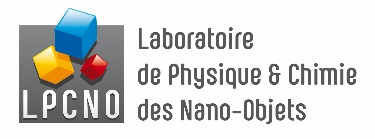 LPCNO
Laboratoire
de Physique & Chimie
des Nano-Objets